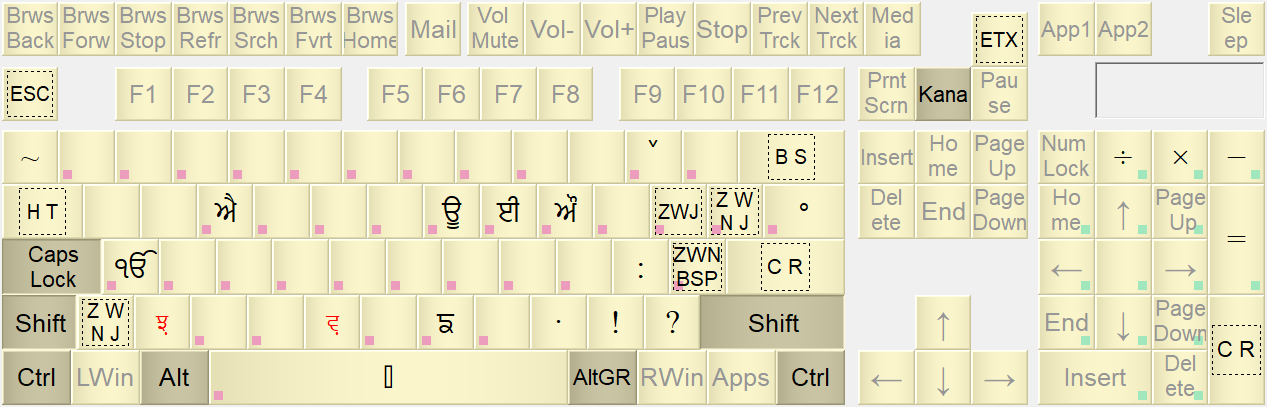 Brws Back Brws Forw Brws Stop Brws Refr Brws Srch Brws Fvrt Brws Home Mail Vol Mute Vol- Vol+ Play Paus Stop Prev Trck Next Trck Med ia ETX App1 App2 Sle ep
ESC F1 F2 F3 F4 F5 F6 F7 F8 F9 F10 F11 F12 Prnt Scrn Kana Pau se
~ ˇ B S Insert Ho me Page Up Num Lock ÷ × −
H T ਐ ਊ ਈ ਔ ZWJ Z W N J ° Del ete End Page Down Ho me ↑ Page Up =
Caps Lock ੴ : ZWN BSP C R ← →
Shift Z W N J · ! ? Shift ↑ End ↓ Page Down C R
Ctrl LWin Alt AltGR RWin Apps Ctrl ← ↓ → Insert Del ete